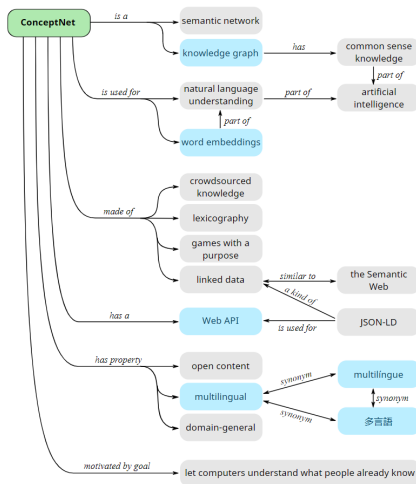 ConceptNet
is a
semantic network
knowledge graph
has
common sense
knowledge
part of
is used for
natural language
understanding
part of
artificial
intelligence
part of
word embeddings
made of
crowdsourced
knowledge
lexicography
games with a
purpose
linked data
similar to
the Semantic
Web
a kind of
has a
Web API
is used for
JSON-LD
has property
open content
multilingual
synonym
multilingue
synonym
synonym
多言語
domain-general
motivated by goal
let computers understand what people already know